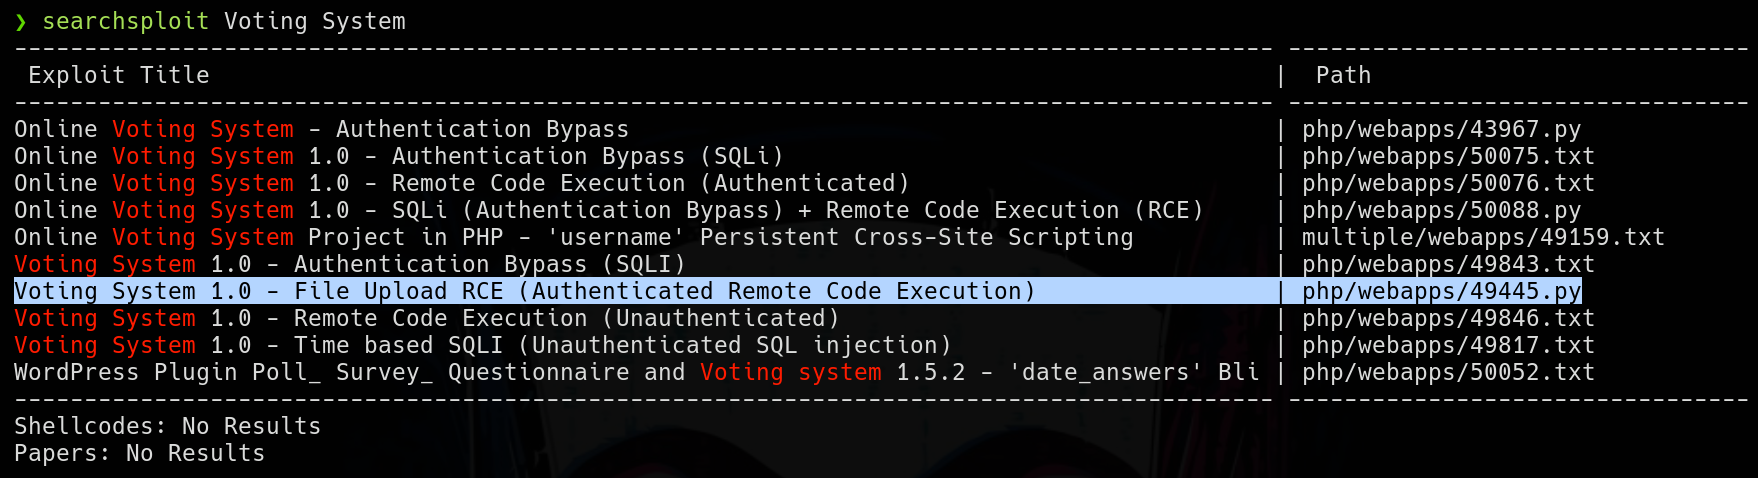 ❯ searchsploit Voting System
------------------------------------------------------------------------------------------ ---------------------------------
 Exploit Title                                                                            |  Path
------------------------------------------------------------------------------------------ ---------------------------------
Online Voting System - Authentication Bypass                                              | php/webapps/43967.py
Online Voting System 1.0 - Authentication Bypass (SQLi)                                   | php/webapps/50075.txt
Online Voting System 1.0 - Remote Code Execution (Authenticated)                          | php/webapps/50076.txt
Online Voting System 1.0 - SQLi (Authentication Bypass) + Remote Code Execution (RCE)     | php/webapps/50088.py
Online Voting System Project in PHP - 'username' Persistent Cross-Site Scripting          | multiple/webapps/49159.txt
Voting System 1.0 - Authentication Bypass (SQLI)                                          | php/webapps/49843.txt
Voting System 1.0 - File Upload RCE (Authenticated Remote Code Execution)                 | php/webapps/49445.py
Voting System 1.0 - Remote Code Execution (Unauthenticated)                               | php/webapps/49846.txt
Voting System 1.0 - Time based SQLI (Unauthenticated SQL injection)                       | php/webapps/49817.txt
WordPress Plugin Poll_ Survey_ Questionnaire and Voting system 1.5.2 - 'date_answers' Bli | php/webapps/50052.txt
------------------------------------------------------------------------------------------ ---------------------------------
Shellcodes: No Results
Papers: No Results